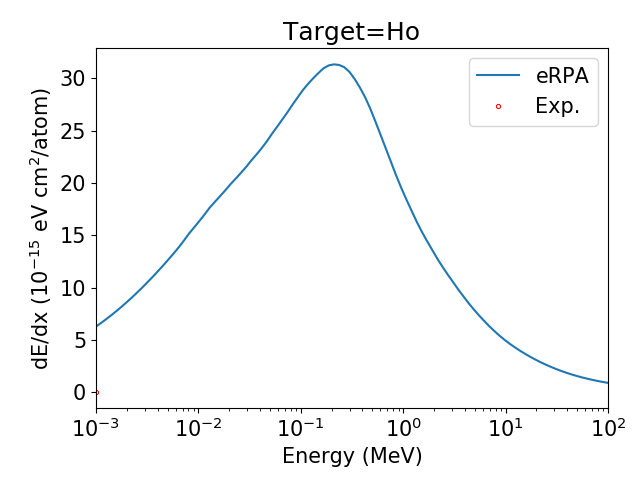 Target=Ho
dE/dx (10⁻¹⁵ eV cm²/atom)
30
25
20
15
10
5
0
eRPA
Exp.
10⁻³ 10⁻² 10⁻¹ 10⁰ 10¹ 10²
Energy (MeV)